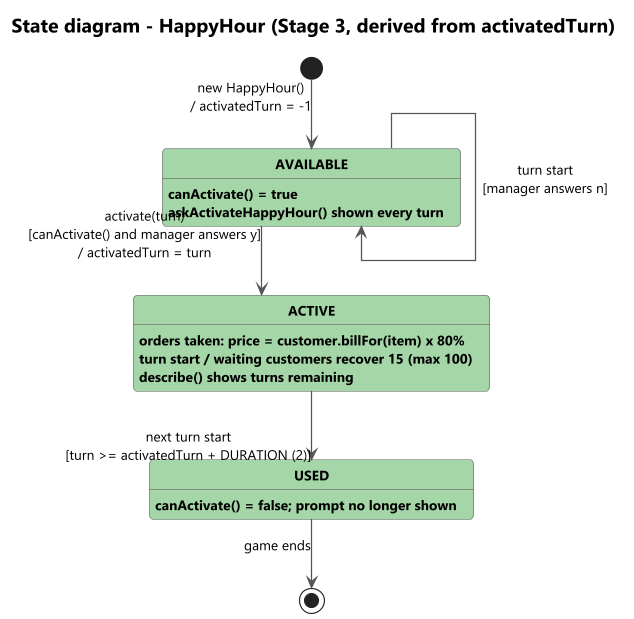 State diagram - HappyHour (Stage 3, derived from activatedTurn)
new HappyHour()
/ activatedTurn = -1
AVAILABLE
canActivate() = true
askActivateHappyHour() shown every turn
turn start
[manager answers n]
activate(turn)
[canActivate() and manager answers y]
/ activatedTurn = turn
ACTIVE
orders taken: price = customer.billFor(item) x 80%
turn start / waiting customers recover 15 (max 100)
describe() shows turns remaining
next turn start
[turn >= activatedTurn + DURATION (2)]
USED
canActivate() = false; prompt no longer shown
game ends